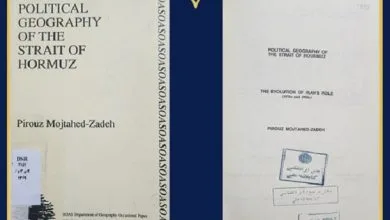 POLITICAL
GEOGRAPHY
OF THE
STRAIT OF
HORMUZ
Pirouz Mojtahed-Zadeh
SOAS Department of Geography Occasional Paper
SOASOASOASOASOASOASOASOASOAS
POLITICAL GEOGRAPHY OF
THE STRAIT OF HORMUZ
THE EVOLUTION OF IRAN'S ROLE
PIROUZ MOJTAHED-ZADEH